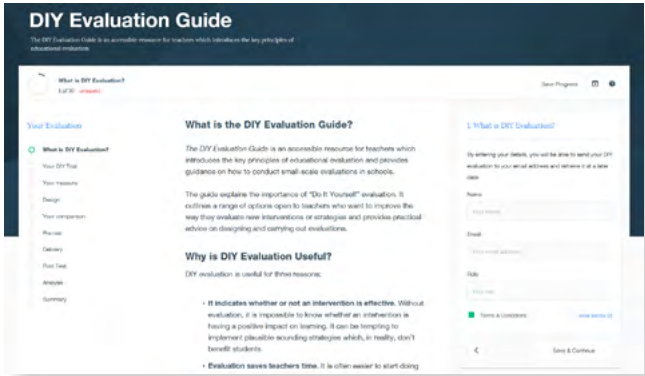 DIY Evaluation Guide
The DIY Evaluation Guide is an accessible resource for teachers which introduces the key principles of
educational evaluation
What is DIY Evaluation?
1 of 10
Save Progress
Your Evaluation
What is DIY Evaluation?
Your DIY Trial
Your measure
Design
Your comparison
Pre-test
Delivery
Post Test
Analysis
Summary
What is the DIY Evaluation Guide?
The DIY Evaluation Guide is an accessible resource for teachers which
introduces the key principles of educational evaluation and provides
guidance on how to conduct small-scale evaluations in schools.
The guide explains the importance of "Do It Yourself" evaluation. It
outlines a range of options open to teachers who want to improve the
way they evaluate new interventions or strategies and provides practical
advice on designing and carrying out evaluations.
Why is DIY Evaluation Useful?
DIY evaluation is useful for three reasons:
• It indicates whether or not an intervention is effective. Without
evaluation, it is impossible to know whether an intervention is
having a positive impact on learning. It can be tempting to
implement plausible-sounding strategies which, in reality, don't
benefit students.
• Evaluation saves teachers time. It is often easier to start doing
1. What is DIY Evaluation?
By entering your details, you will be able to send your DIY
evaluation to your email address and retrieve it at a later
date.
Name
Your Name
Email
Your email address
Role
Your role
Terms & Conditions
Save & Continue